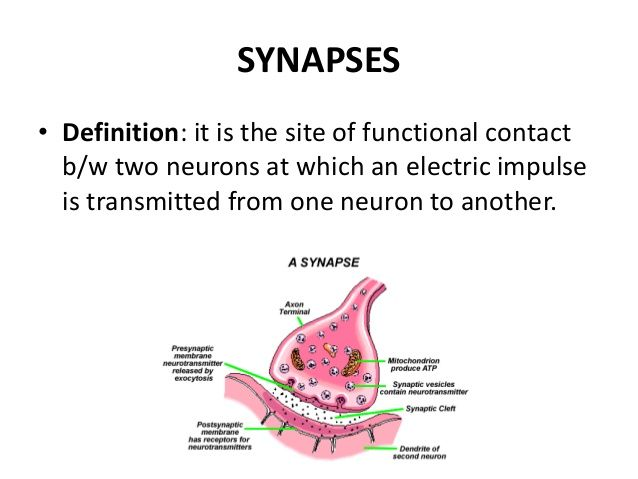 SYNAPSES
• Definition: it is the site of functional contact
b/w two neurons at which an electric impulse
is transmitted from one neuron to another.
A SYNAPSE
Axon
Terminal
Presynaptic
membrane
neurotransmitter
released by
exocytosis
Mitochondrion
produce ATP
Synaptic vesicles
contain neurotransmitter
Synaptic Cleft
Postsynaptic
membrane
has receptors for
neurotransmitters
Dendrite of
second neuron